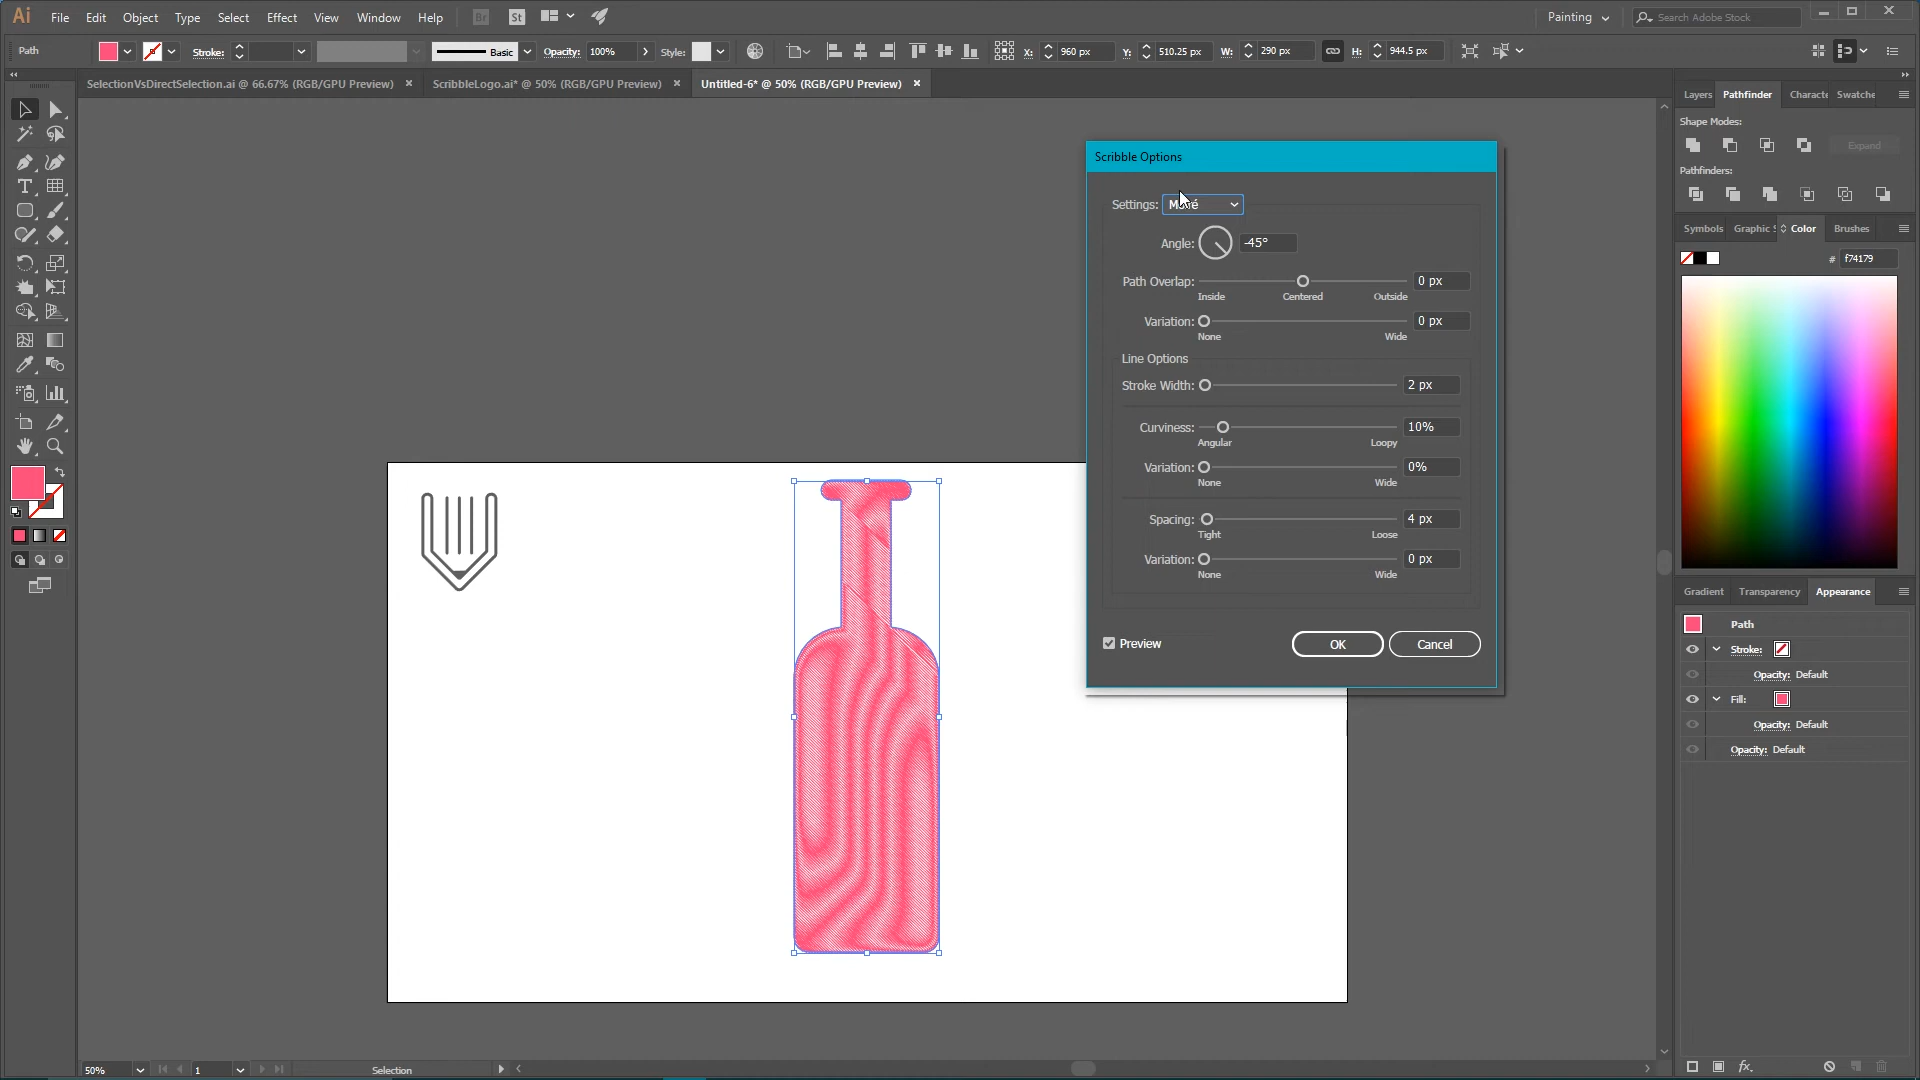 Ai File Edit Object Type Select Effect View Window Help Br St Painting Search Adobe Stock
Path Stroke: Basic Opacity: 100% Style: X: 960 px Y: 510.25 px W: 290 px H: 944.5 px
SelectionVsDirectSelection.ai @ 66.67% (RGB/GPU Preview) × ScribbleLogo.ai* @ 50% (RGB/GPU Preview) × Untitled-6* @ 50% (RGB/GPU Preview) ×
Layers Pathfinder Characte Swatche
Shape Modes:
Expand
Pathfinders:
Symbols Graphic S Color Brushes
# f74179
Scribble Options
Settings:
Angle: -45°
Path Overlap: 0 px
Inside Centered Outside
Variation: 0 px
None Wide
Line Options
Stroke Width: 2 px
Curviness: 10%
Angular Loopy
Variation: 0%
None Wide
Spacing: 4 px
Tight Loose
Variation: 0 px
None Wide
Preview OK Cancel
Gradient Transparency Appearance
Path
Stroke:
Opacity: Default
Fill:
Opacity: Default
Opacity: Default
50% 1 Selection
fx